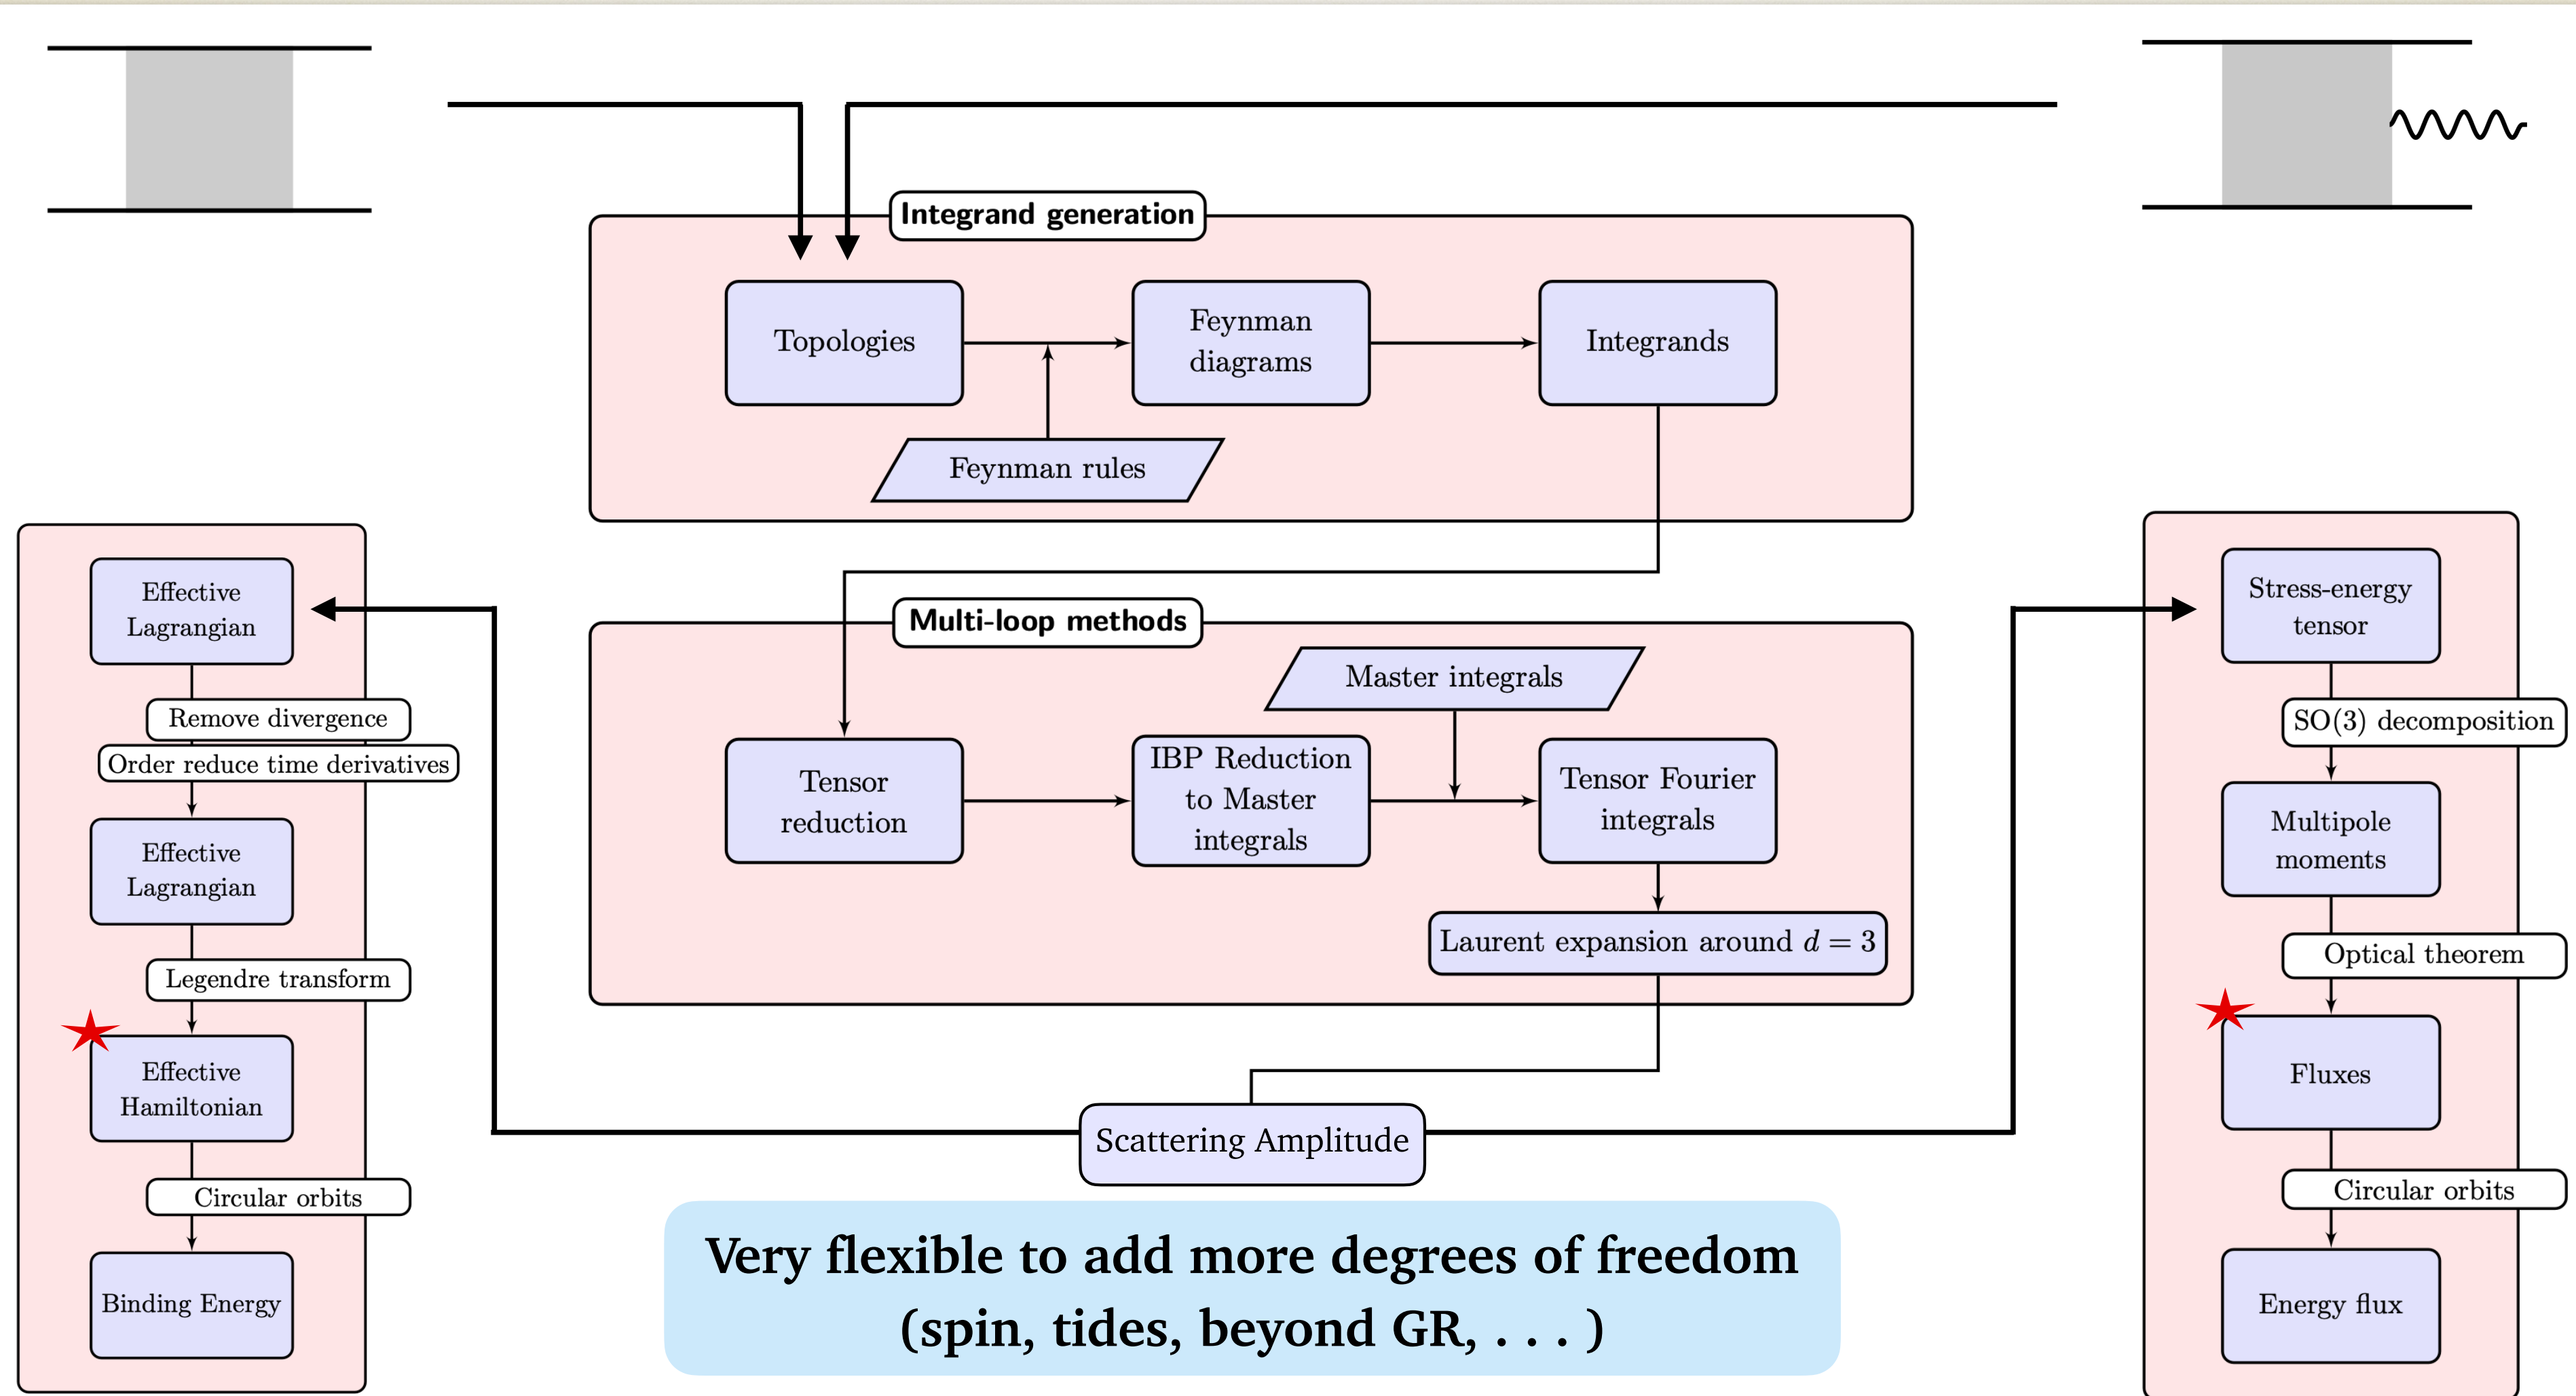 Integrand generation
Topologies
Feynman
diagrams
Integrands
Feynman rules
Multi-loop methods
Master integrals
Tensor
reduction
IBP Reduction
to Master
integrals
Tensor Fourier
integrals
Laurent expansion around d = 3
Scattering Amplitude
Effective
Lagrangian
Remove divergence
Order reduce time derivatives
Effective
Lagrangian
Legendre transform
Effective
Hamiltonian
Circular orbits
Binding Energy
Stress-energy
tensor
SO(3) decomposition
Multipole
moments
Optical theorem
Fluxes
Circular orbits
Energy flux
Very flexible to add more degrees of freedom
(spin, tides, beyond GR, . . . )